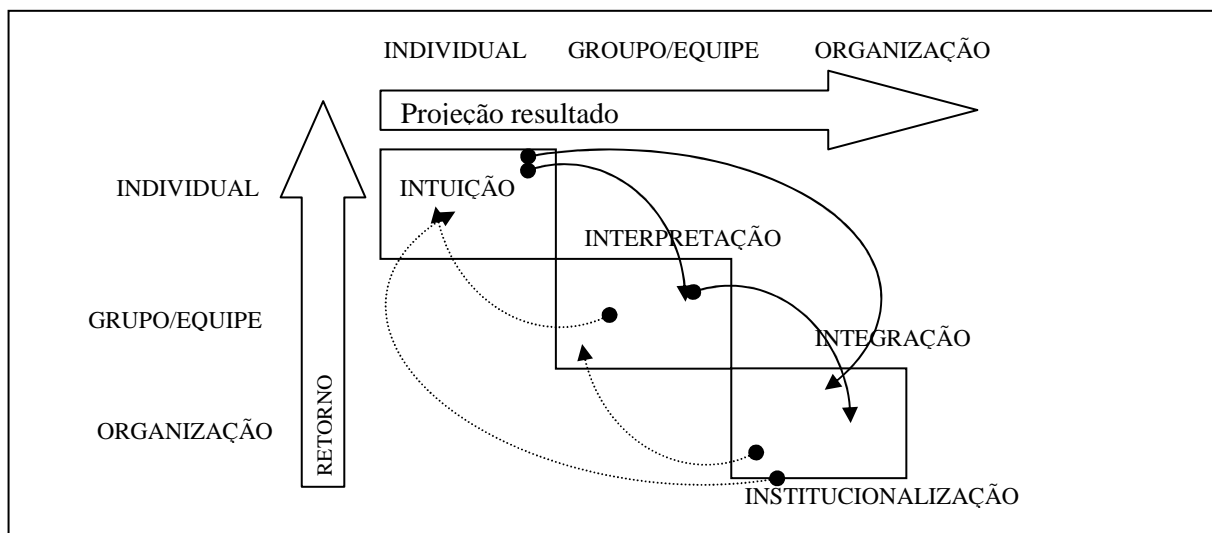 INDIVIDUAL GROUPO/EQUIPE ORGANIZAÇÃO
Projeção resultado
INDIVIDUAL
INTUIÇÃO
INTERPRETAÇÃO
GRUPO/EQUIPE
INTEGRAÇÃO
ORGANIZAÇÃO
RETORNO
INSTITUCIONALIZAÇÃO